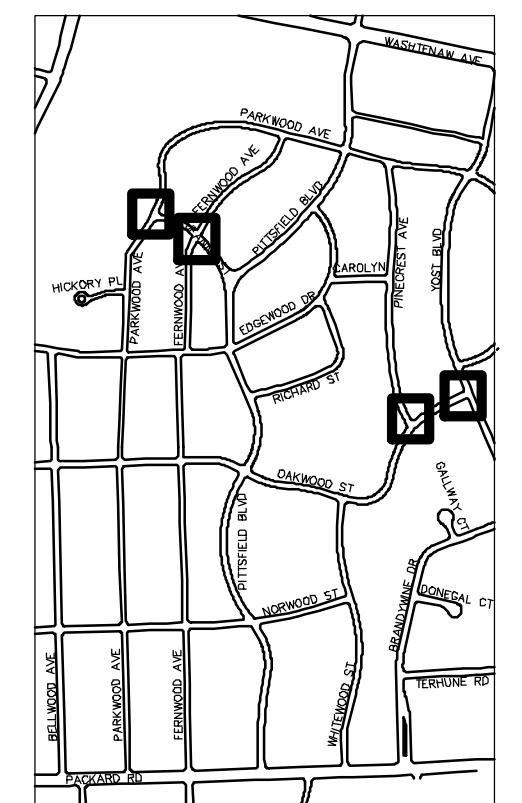 WASHTENAW AVE
PARKWOOD AVE
FERNWOOD AVE
PITTSFIELD BLVD
CAROLYN
PINECREST AVE
YOST BLVD
HICKORY PL
PARKWOOD AVE
FERNWOOD AV
EDGEWOOD DR
RICHARD ST
OAKWOOD ST
GALLWAY CT
PITTSFIELD BLVD
NORWOOD ST
BRANDYWNE DR
DONEGAL CT
TERHUNE RD
BELLWOOD AVE
PARKWOOD AVE
FERNWOOD AVE
WHITEWOOD ST
PACKARD RD